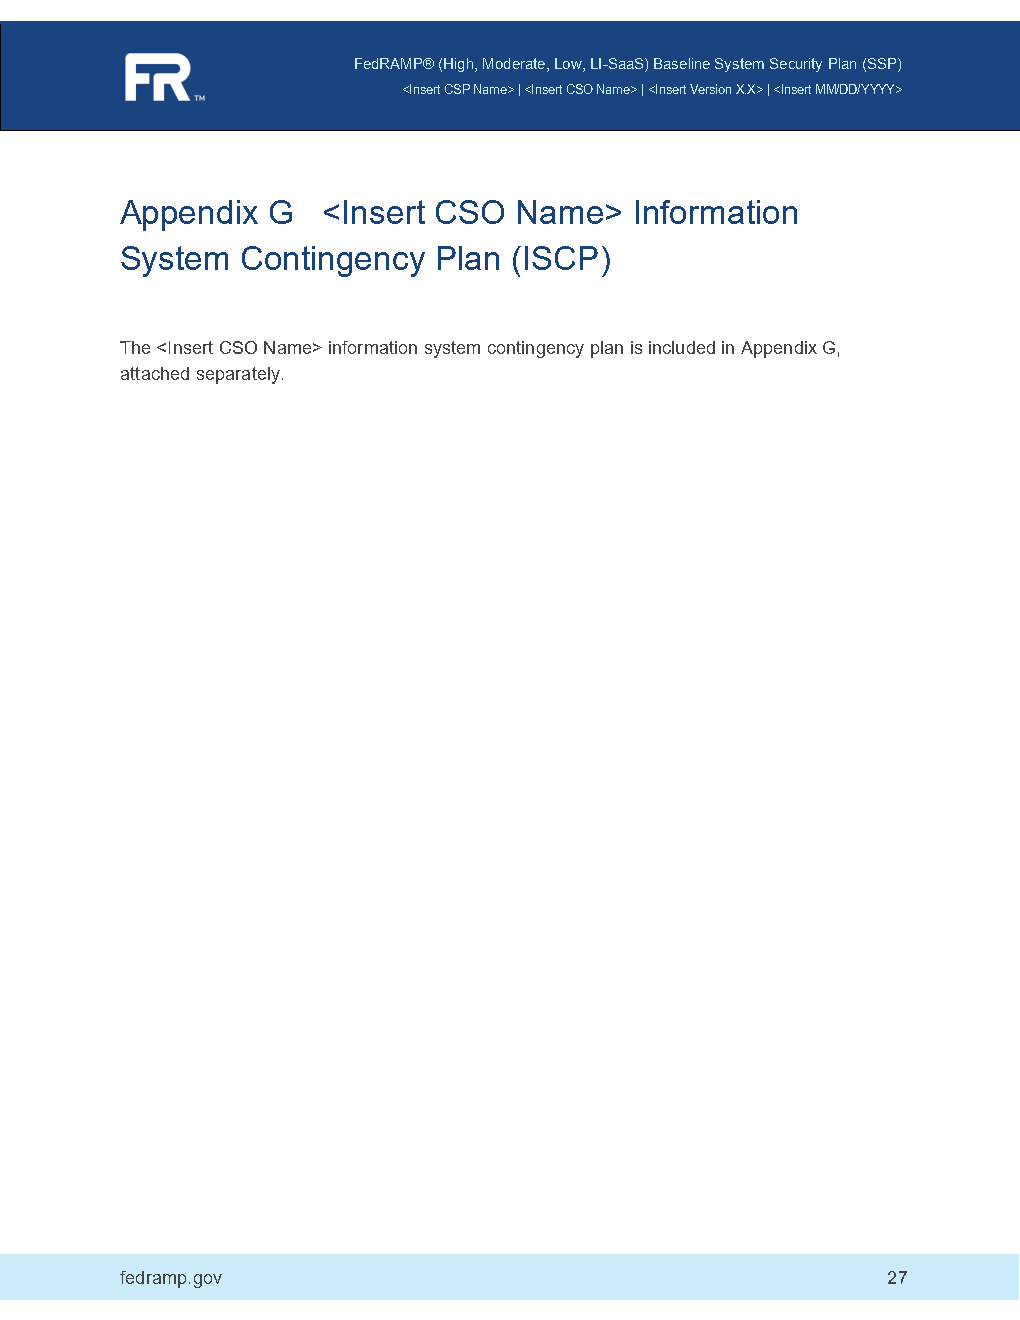 FR™
FedRAMP® (High, Moderate, Low, LI-SaaS) Baseline System Security Plan (SSP)
<Insert CSP Name> | <Insert CSO Name> | <Insert Version X.X> | <Insert MM/DD/YYYY>
Appendix G <Insert CSO Name> Information
System Contingency Plan (ISCP)
The <Insert CSO Name> information system contingency plan is included in Appendix G,
attached separately.
fedramp.gov 27